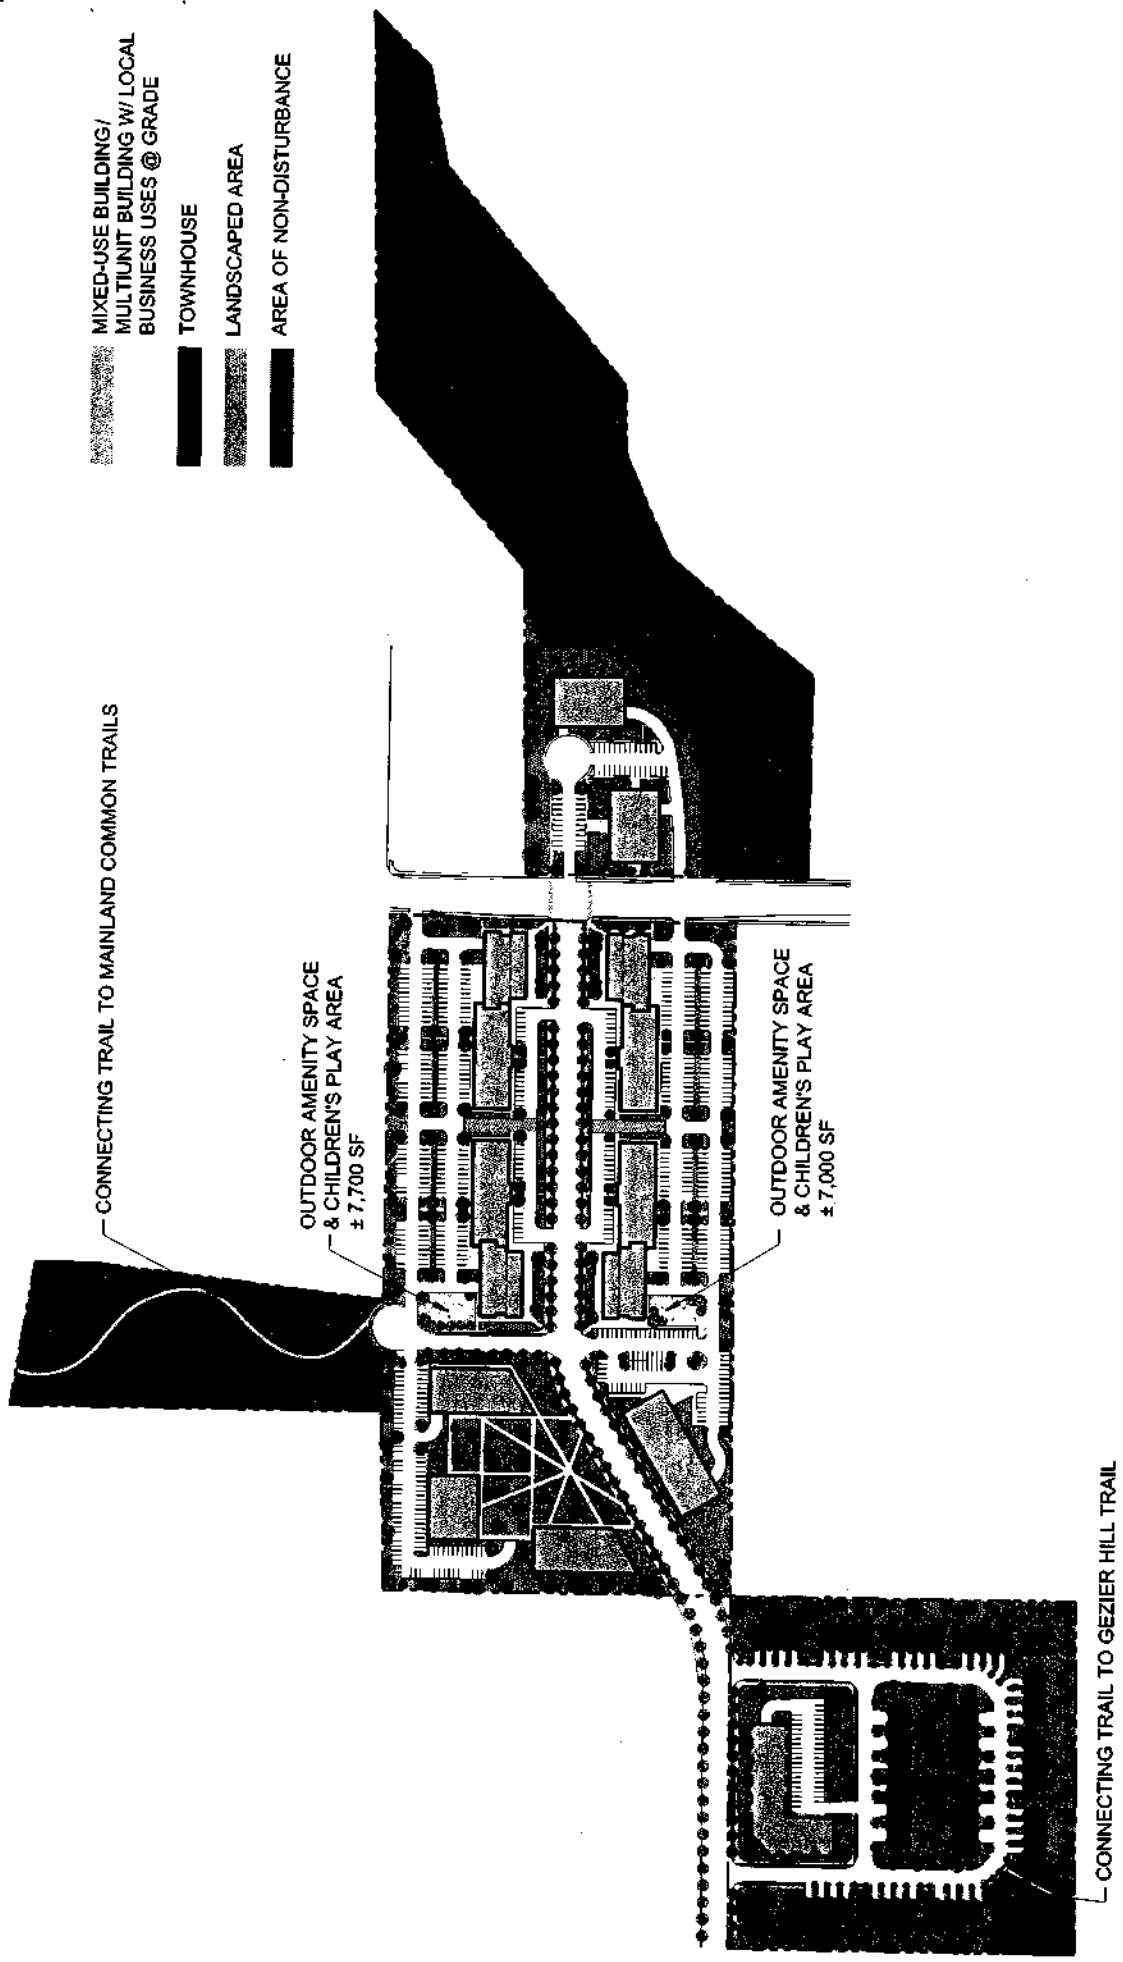 MIXED-USE BUILDING/
MULTIUNIT BUILDING W/ LOCAL
BUSINESS USES @ GRADE
TOWNHOUSE
LANDSCAPED AREA
AREA OF NON-DISTURBANCE
CONNECTING TRAIL TO MAINLAND COMMON TRAILS
OUTDOOR AMENITY SPACE
& CHILDREN'S PLAY AREA
± 7,700 SF
OUTDOOR AMENITY SPACE
& CHILDREN'S PLAY AREA
± 7,000 SF
CONNECTING TRAIL TO GEZIER HILL TRAIL